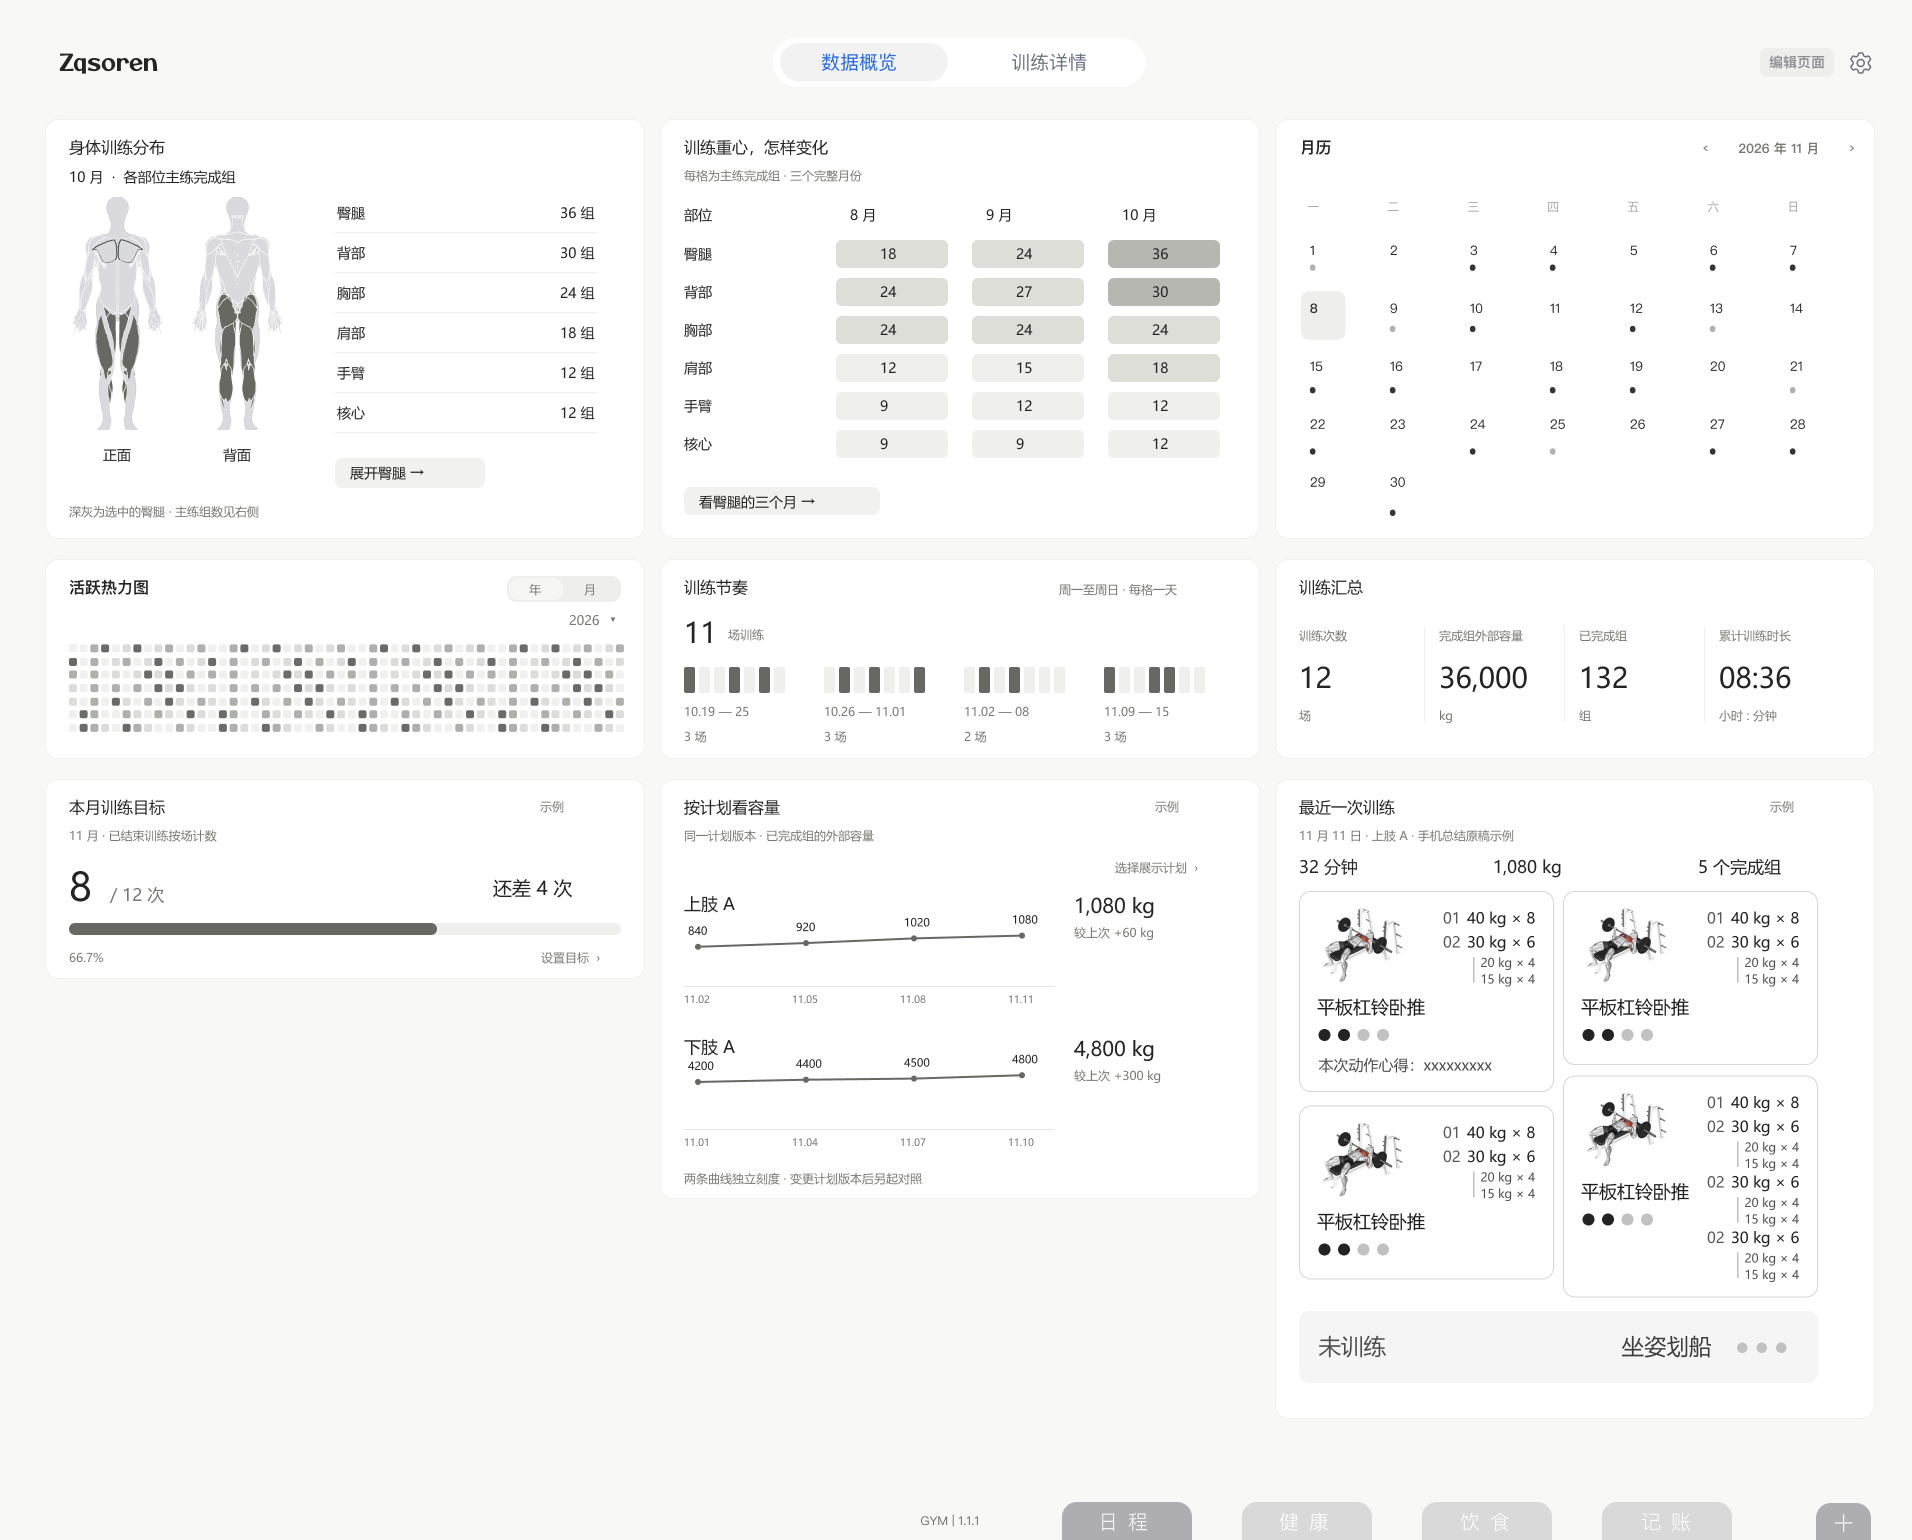 Zqsoren
数据概览
训练详情
编辑页面
身体训练分布
10 月 · 各部位主练完成组
臀腿 36 组
背部 30 组
胸部 24 组
肩部 18 组
手臂 12 组
核心 12 组
正面 背面
展开臀腿 →
深灰为选中的臀腿 · 主练组数见右侧
训练重心，怎样变化
每格为主练完成组 · 三个完整月份
部位 8 月 9 月 10 月
臀腿 18 24 36
背部 24 27 30
胸部 24 24 24
肩部 12 15 18
手臂 9 12 12
核心 9 9 12
看臀腿的三个月 →
月历
‹ 2026 年 11 月 ›
一 二 三 四 五 六 日
1 2 3 4 5 6 7
8 9 10 11 12 13 14
15 16 17 18 19 20 21
22 23 24 25 26 27 28
29 30
活跃热力图
年 月
2026 ▾
训练节奏
周一至周日 · 每格一天
11 场训练
10.19 — 25 10.26 — 11.01 11.02 — 08 11.09 — 15
3 场 3 场 2 场 3 场
训练汇总
训练次数 完成组外部容量 已完成组 累计训练时长
12 36,000 132 08:36
场 kg 组 小时 : 分钟
本月训练目标
示例
11 月 · 已结束训练按场计数
8 / 12 次
还差 4 次
66.7%
设置目标 ›
按计划看容量
示例
同一计划版本 · 已完成组的外部容量
选择展示计划 ›
上肢 A
1,080 kg
较上次 +60 kg
840 920 1020 1080
11.02 11.05 11.08 11.11
下肢 A
4,800 kg
较上次 +300 kg
4200 4400 4500 4800
11.01 11.04 11.07 11.10
两条曲线独立刻度 · 变更计划版本后另起对照
最近一次训练
示例
11 月 11 日 · 上肢 A · 手机总结原稿示例
32 分钟 1,080 kg 5 个完成组
01 40 kg × 8
02 30 kg × 6
20 kg × 4
15 kg × 4
平板杠铃卧推
本次动作心得：xxxxxxxxx
01 40 kg × 8
02 30 kg × 6
20 kg × 4
15 kg × 4
平板杠铃卧推
01 40 kg × 8
02 30 kg × 6
20 kg × 4
15 kg × 4
平板杠铃卧推
01 40 kg × 8
02 30 kg × 6
20 kg × 4
15 kg × 4
平板杠铃卧推
02 30 kg × 6
20 kg × 4
15 kg × 4
02 30 kg × 6
20 kg × 4
15 kg × 4
未训练 坐姿划船
GYM | 1.1.1
日 程
健 康
饮 食
记 账
+